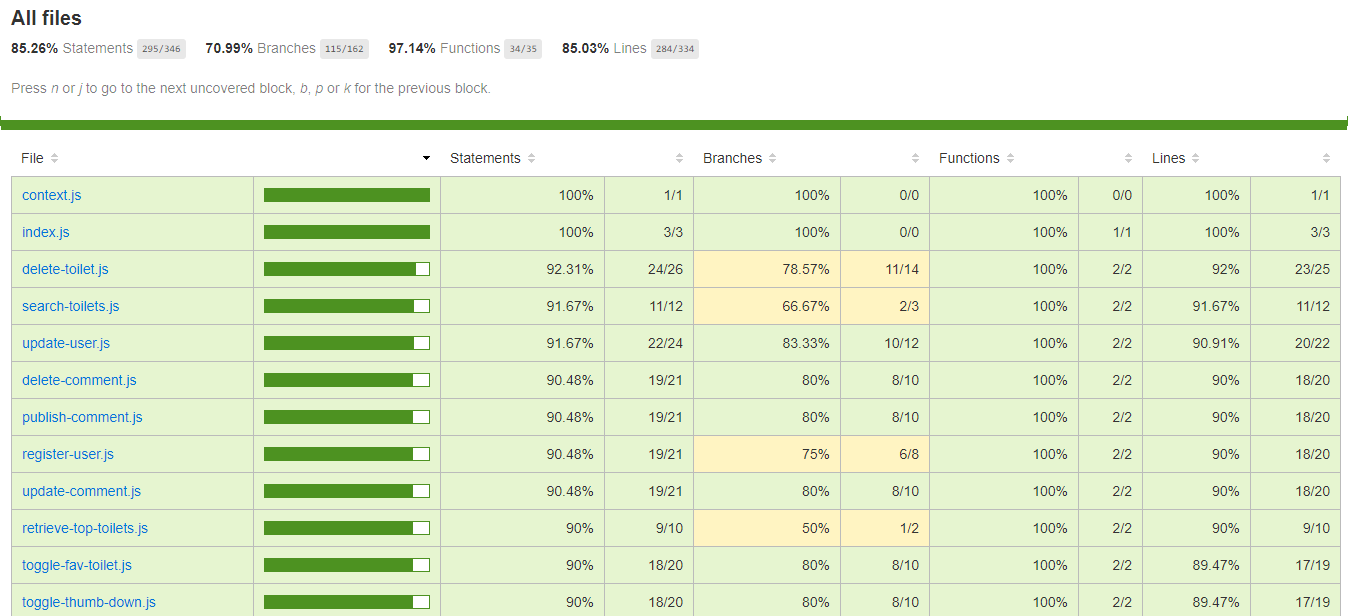 All files
85.26% Statements 295/346 70.99% Branches 115/162 97.14% Functions 34/35 85.03% Lines 284/334
Press n or j to go to the next uncovered block, b, p or k for the previous block.
File Statements Branches Functions Lines
context.js 100% 1/1 100% 0/0 100% 0/0 100% 1/1
index.js 100% 3/3 100% 0/0 100% 1/1 100% 3/3
delete-toilet.js 92.31% 24/26 78.57% 11/14 100% 2/2 92% 23/25
search-toilets.js 91.67% 11/12 66.67% 2/3 100% 2/2 91.67% 11/12
update-user.js 91.67% 22/24 83.33% 10/12 100% 2/2 90.91% 20/22
delete-comment.js 90.48% 19/21 80% 8/10 100% 2/2 90% 18/20
publish-comment.js 90.48% 19/21 80% 8/10 100% 2/2 90% 18/20
register-user.js 90.48% 19/21 75% 6/8 100% 2/2 90% 18/20
update-comment.js 90.48% 19/21 80% 8/10 100% 2/2 90% 18/20
retrieve-top-toilets.js 90% 9/10 50% 1/2 100% 2/2 90% 9/10
toggle-fav-toilet.js 90% 18/20 80% 8/10 100% 2/2 89.47% 17/19
toggle-thumb-down.js 90% 18/20 80% 8/10 100% 2/2 89.47% 17/19